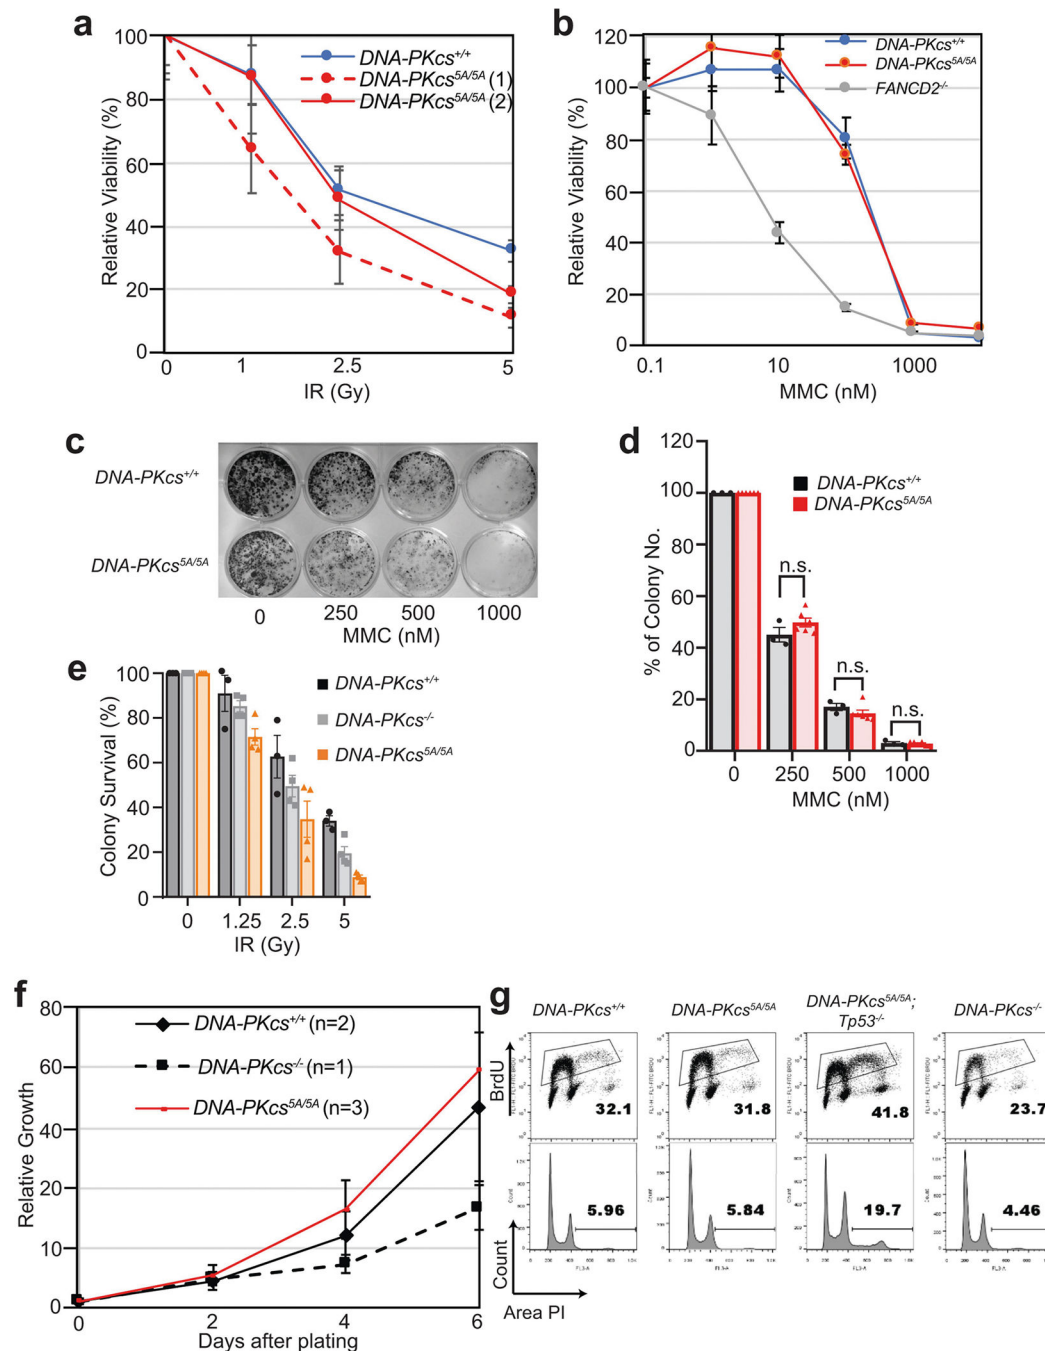 a
100
80
60
40
20
0
Relative Viability (%)
DNA-PKcs+/+
DNA-PKcs5A/5A (1)
DNA-PKcs5A/5A (2)
0 1 2.5 5
IR (Gy)
b
120
100
80
60
40
20
0
Relative Viability (%)
DNA-PKcs+/+
DNA-PKcs5A/5A
FANCD2-/-
0.1 10 1000
MMC (nM)
c
DNA-PKcs+/+
DNA-PKcs5A/5A
0 250 500 1000
MMC (nM)
d
120
100
80
60
40
20
0
% of Colony No.
DNA-PKcs+/+
DNA-PKcs5A/5A
n.s.
n.s.
n.s.
0 250 500 1000
MMC (nM)
e
100
80
60
40
20
0
Colony Survival (%)
DNA-PKcs+/+
DNA-PKcs-/-
DNA-PKcs5A/5A
0 1.25 2.5 5
IR (Gy)
f
80
60
20
10
0
Relative Growth
DNA-PKcs+/+ (n=2)
DNA-PKcs-/- (n=1)
DNA-PKcs5A/5A (n=3)
0 2 4 6
Days after plating
g
DNA-PKcs+/+
DNA-PKcs5A/5A
DNA-PKcs5A/5A;
Tp53-/-
DNA-PKcs-/-
BrdU
32.1
31.8
41.8
23.7
5.96
5.84
19.7
4.46
Count
Area PI